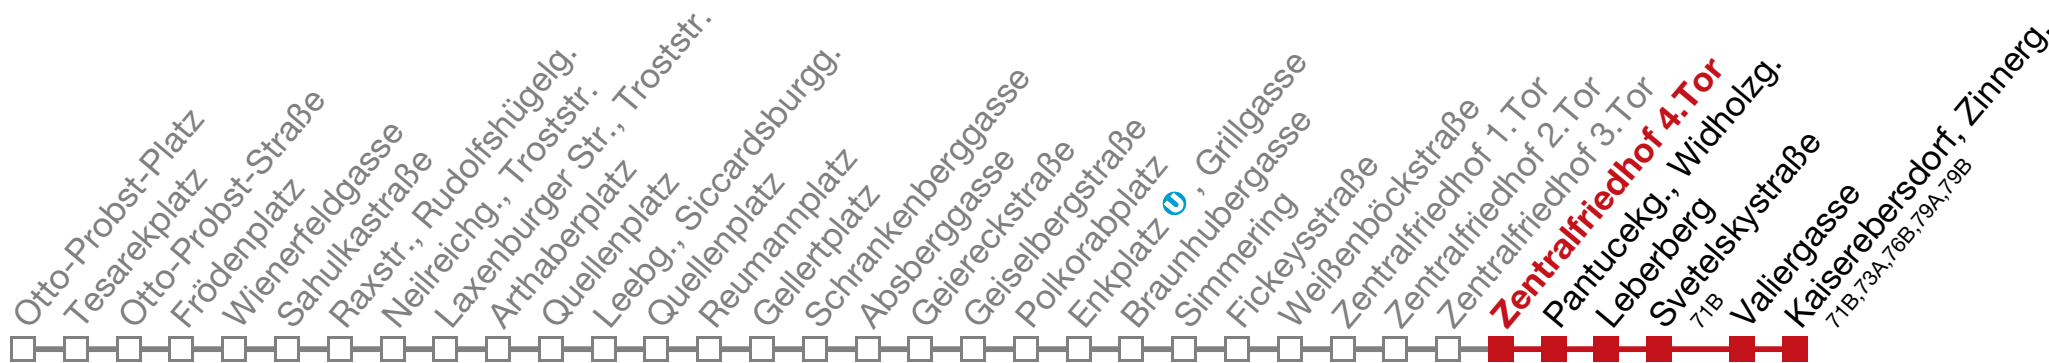 Otto-Probst-Platz
Tesarekplatz
Otto-Probst-Straße
Frödenplatz
Wienerfeldgasse
Sahulkastraße
Raxstr., Rudolfshügelg.
Neilreichg., Troststr.
Laxenburger Str., Troststr.
Arthaberplatz
Quellenplatz
Leebg., Siccardsburgg.
Quellenplatz
Reumannplatz
Gellertplatz
Schrankenberggasse
Absberggasse
Geiereckstraße
Geiselbergstraße
Polkorabplatz
Enkplatz U , Grillgasse
Braunhubergasse
Simmering
Fickeysstraße
Weißenböckstraße
Zentralfriedhof 1.Tor
Zentralfriedhof 2.Tor
Zentralfriedhof 3.Tor
Zentralfriedhof 4.Tor
Pantucekg., Widholzg.
Leberberg
Svetelskystraße
71B
Valiergasse
Kaiserebersdorf, Zinnerg.
71B,73A,76B,79A,79B